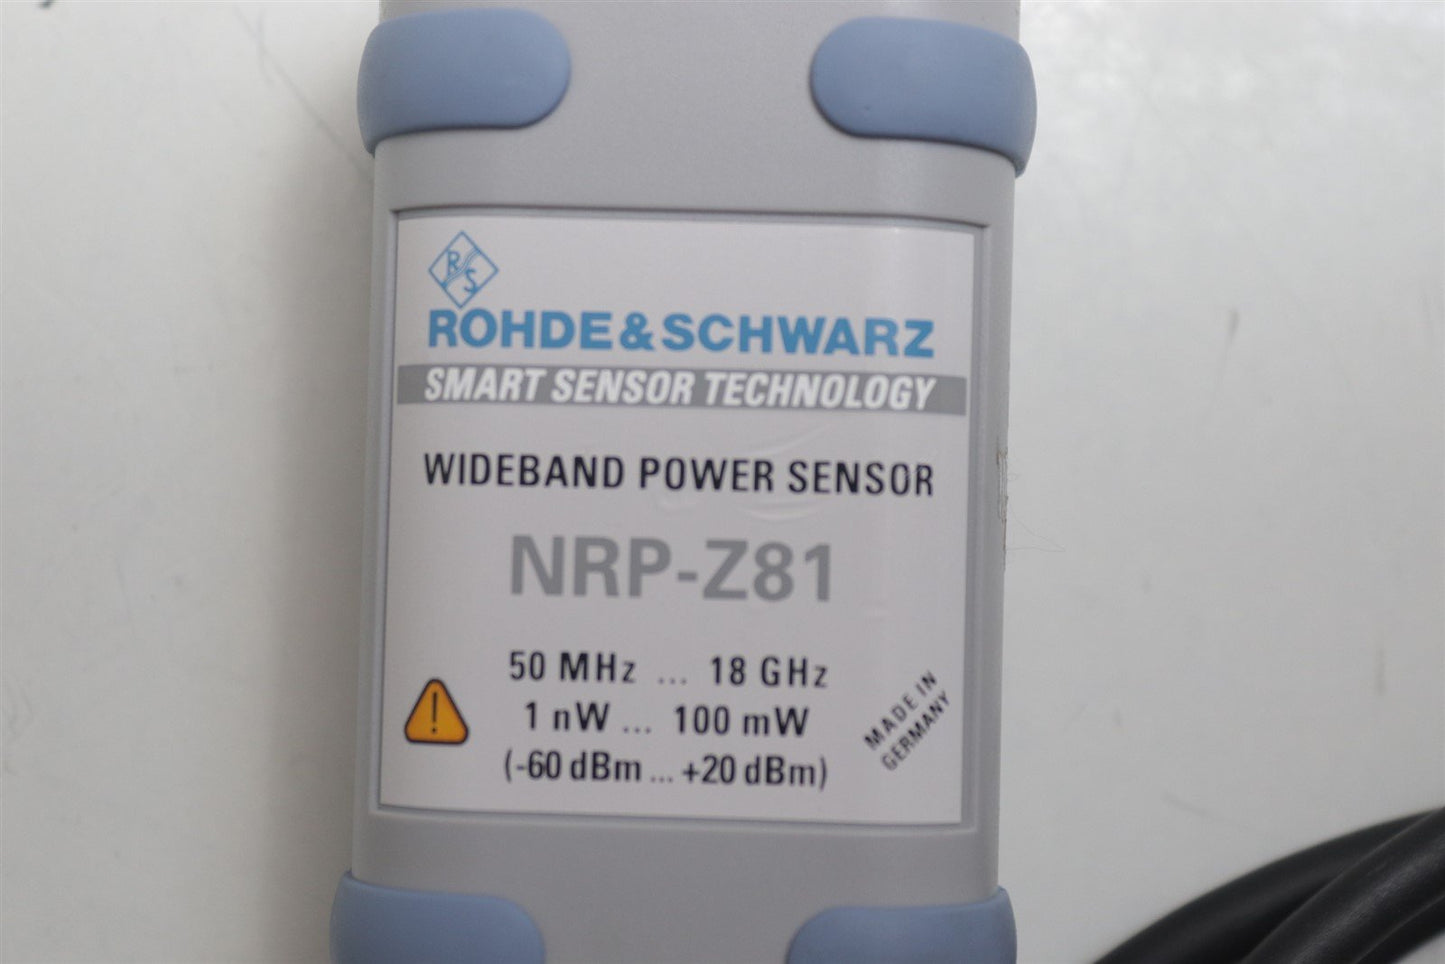 RS
ROHDE&SCHWARZ
SMART SENSOR TECHNOLOGY
WIDEBAND POWER SENSOR
NRP-Z81
50 MHz ... 18 GHz
1 nW ... 100 mW
(-60 dBm ... +20 dBm)
!
MADE IN
GERMANY